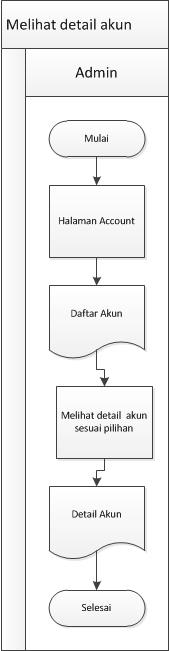 Melihat detail akun
Admin
Mulai
Halaman Account
Daftar Akun
Melihat detail akun
sesuai pilihan
Detail Akun
Selesai